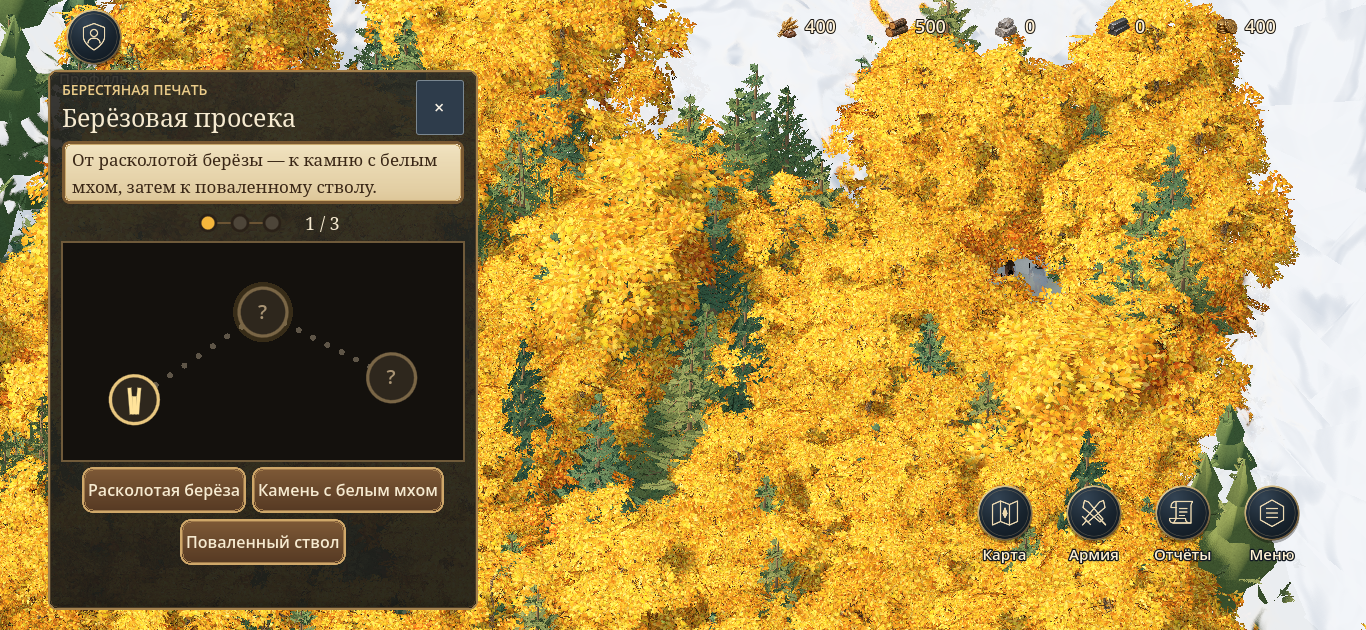 400
500
0
0
400
БЕРЕСТЯНАЯ ПЕЧАТЬ
Берёзовая просека
×
От расколотой берёзы — к камню с белым
мхом, затем к поваленному стволу.
1 / 3
?
?
Расколотая берёза
Камень с белым мхом
Поваленный ствол
Карта
Армия
Отчёты
Меню